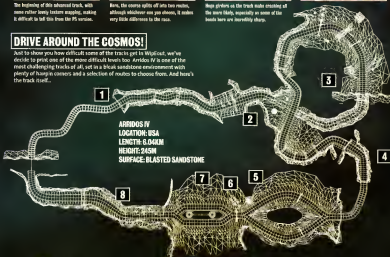 The beginning of this advanced track, with
some rather lovely texture mapping, making
it difficult to tell this from the PS version.
Here, the course splits off into two routes,
although whichever one you choose, it makes
very little difference to the race.
Huge girders on the track make crashing all
the more likely, especially as some of the
bends here are incredibly sharp.
DRIVE AROUND THE COSMOS!
Just to show you how difficult some of the tracks get in WipEout, we've
decide to print one of the more difficult levels too. Arridos IV is one of the
most challenging tracks of all, set in a bleak sandstone environment with
plenty of hairpin corners and a selection of routes to choose from. And here's
the track itself...
1
2
3
4
ARRIDOS IV
LOCATION: USA
LENGTH: 6.04KM
HEIGHT: 245M
SURFACE: BLASTED SANDSTONE
5
6
7
8